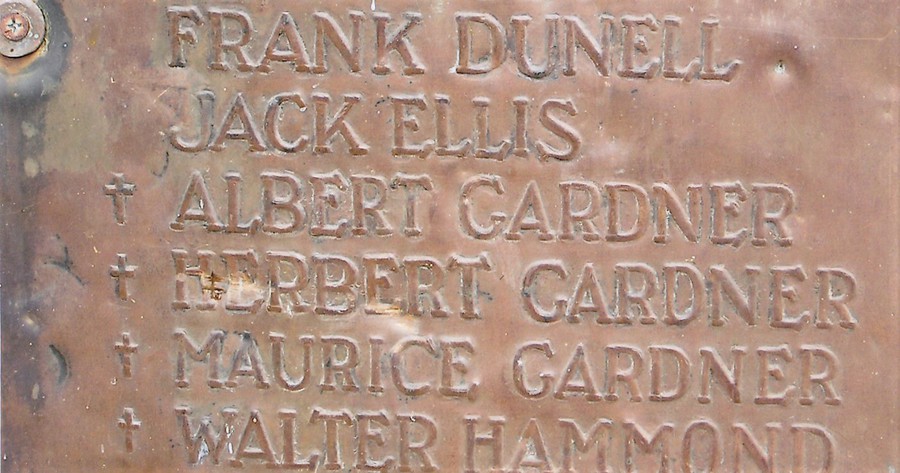 FRANK DUNELL
JACK ELLIS
† ALBERT GARDNER
† HERBERT GARDNER
† MAURICE GARDNER
† WALTER HAMMOND